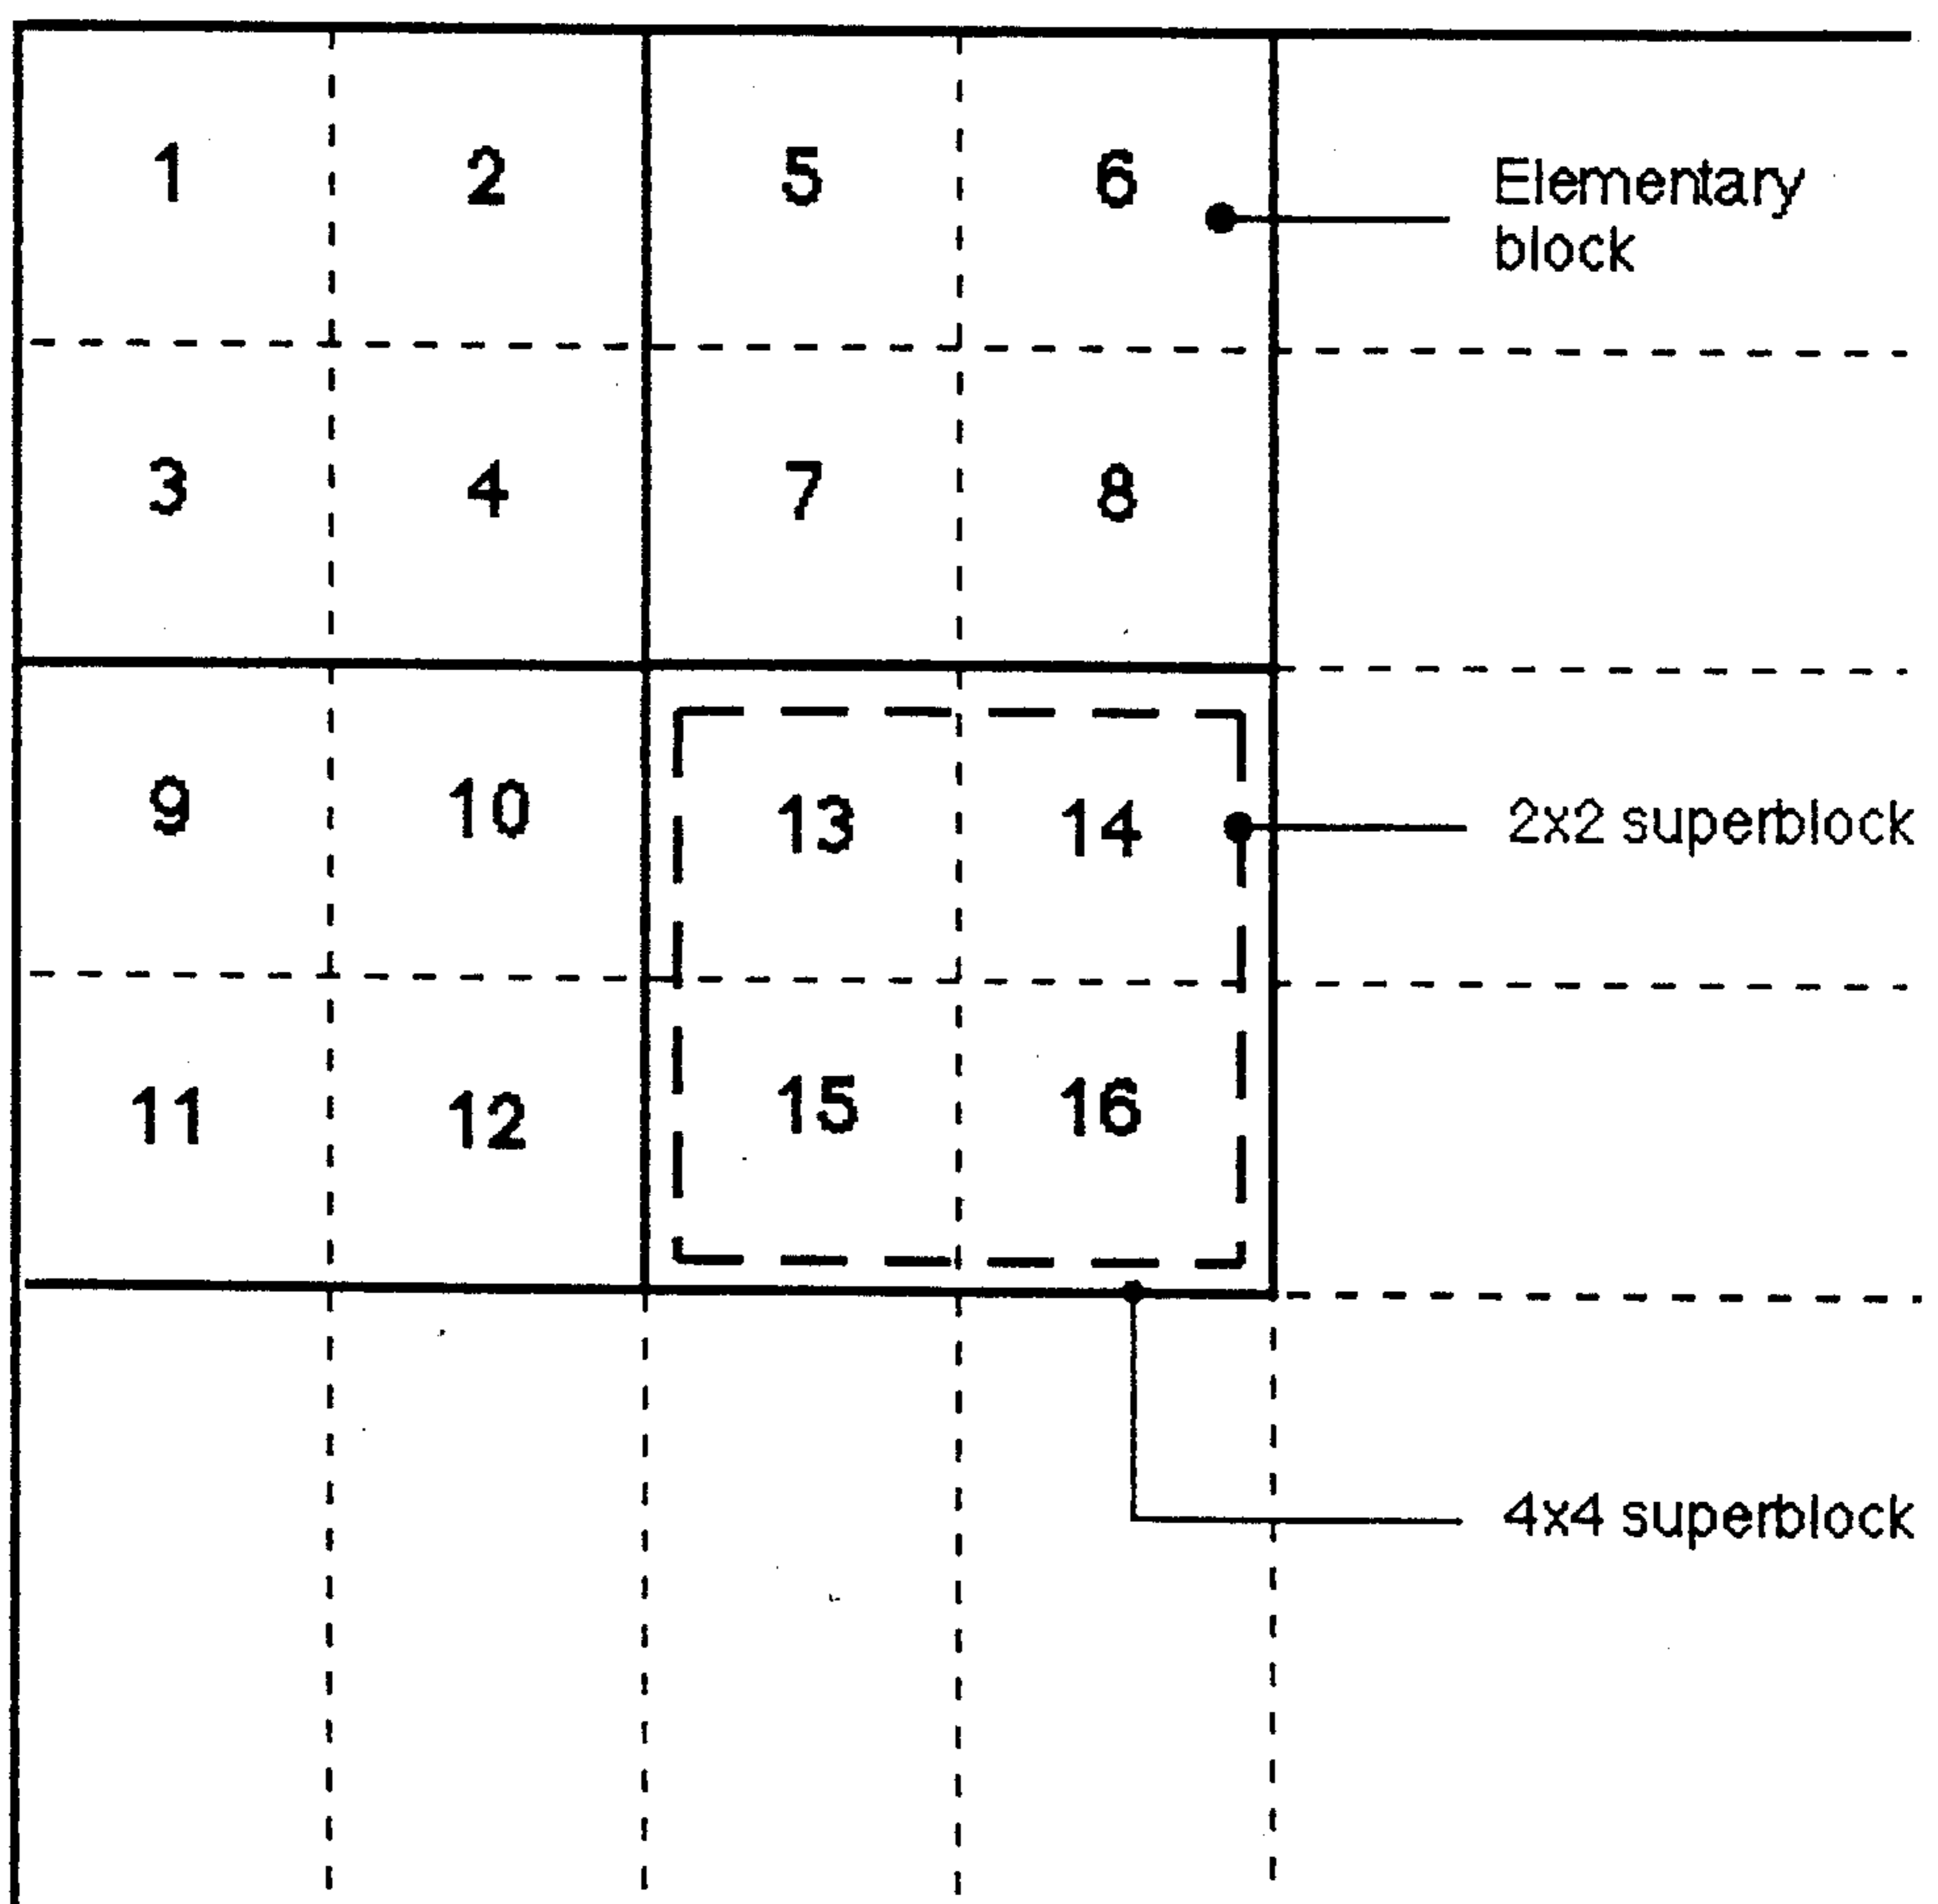 1 2 5 6
Elementary
block
3 4 7 8
9 10 13 14
2x2 superblock
11 12 15 16
4x4 superblock